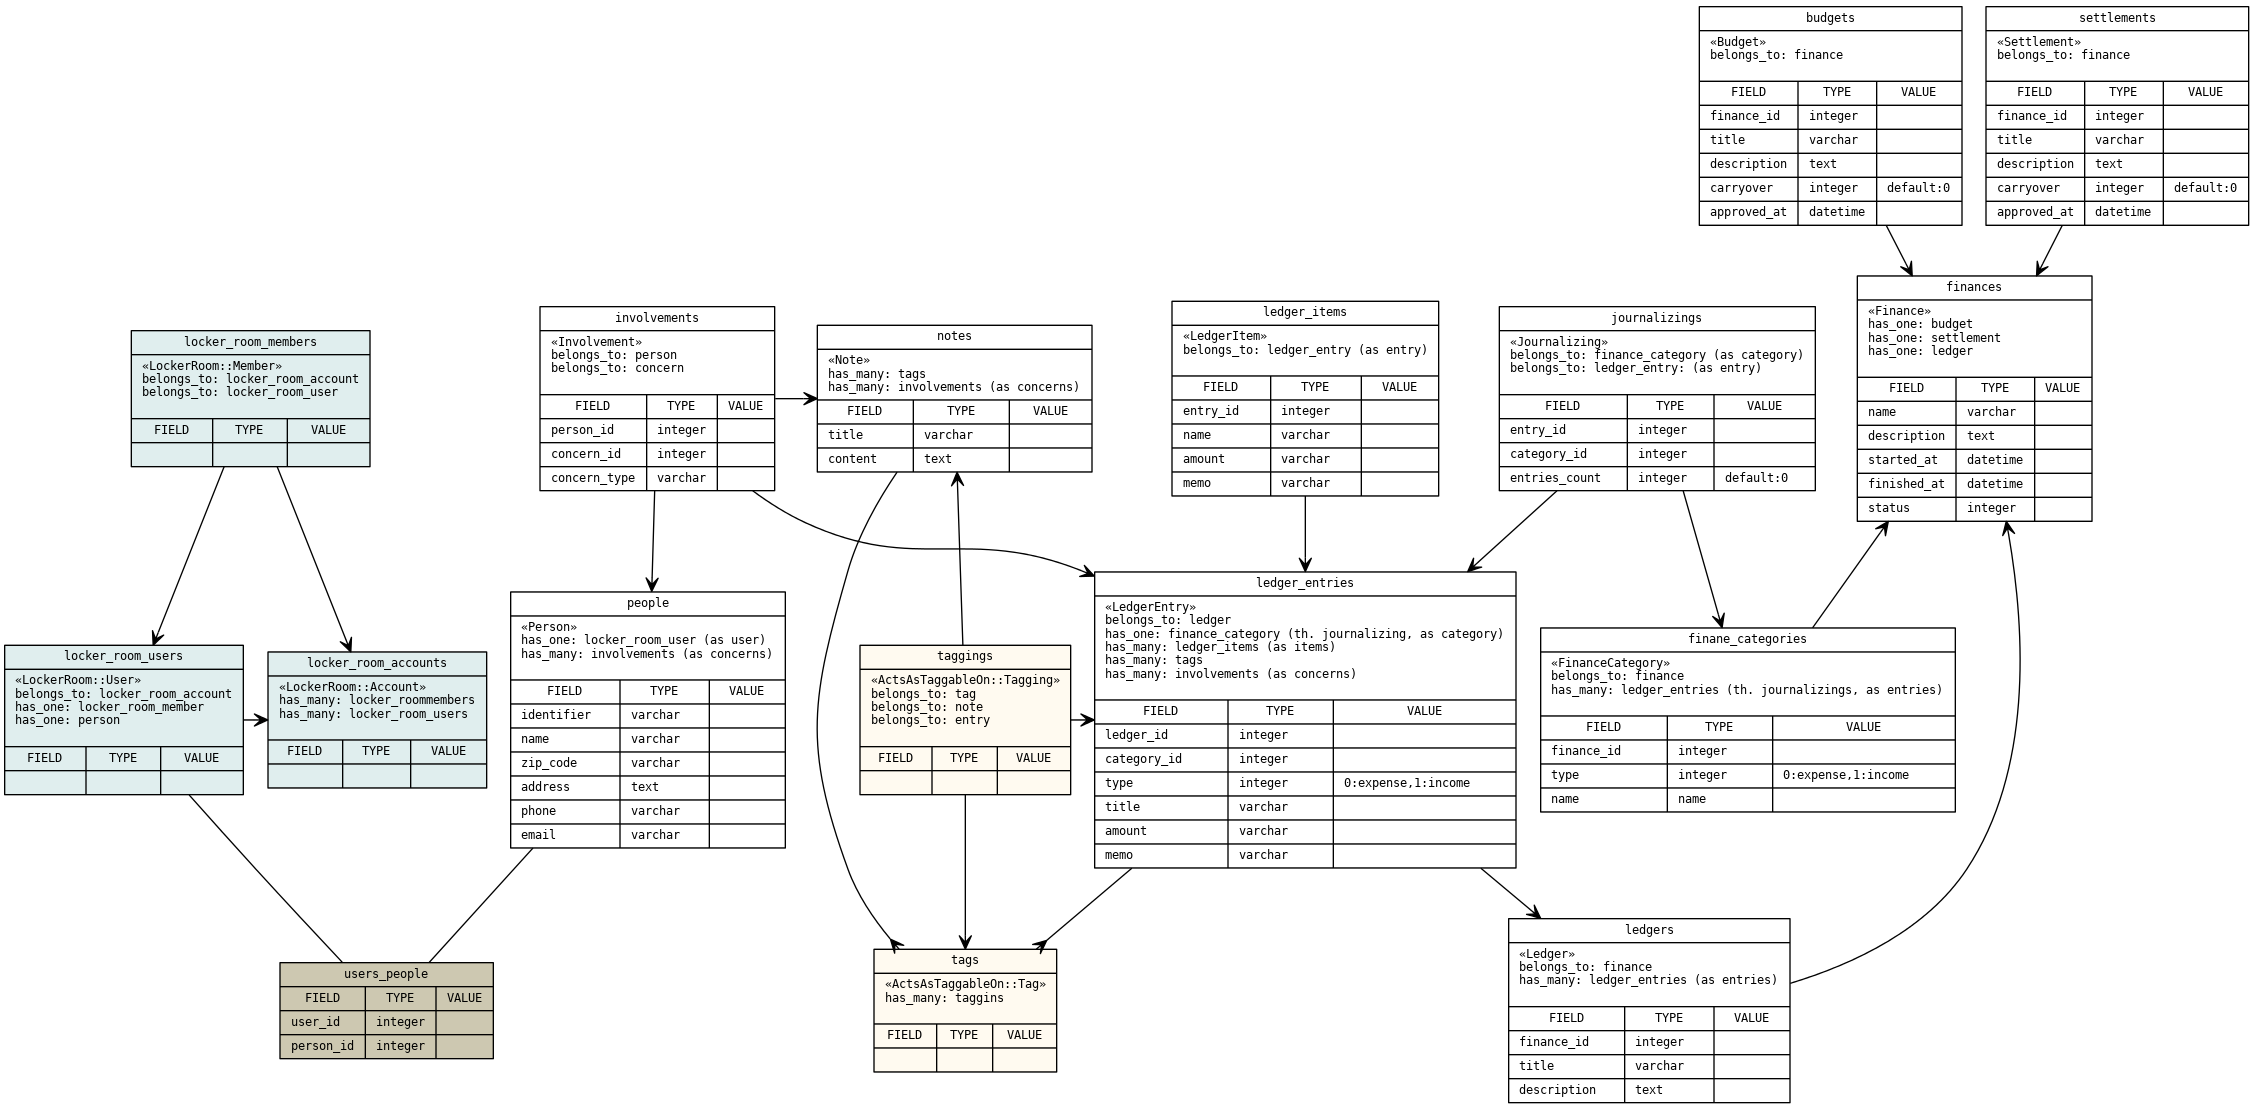 budgets
«Budget»
belongs_to: finance
FIELD TYPE VALUE
finance_id integer
title varchar
description text
carryover integer default:0
approved_at datetime
settlements
«Settlement»
belongs_to: finance
FIELD TYPE VALUE
finance_id integer
title varchar
description text
carryover integer default:0
approved_at datetime
finances
«Finance»
has_one: budget
has_one: settlement
has_one: ledger
FIELD TYPE VALUE
name varchar
description text
started_at datetime
finished_at datetime
status integer
locker_room_members
«LockerRoom::Member»
belongs_to: locker_room_account
belongs_to: locker_room_user
FIELD TYPE VALUE
involvements
«Involvement»
belongs_to: person
belongs_to: concern
FIELD TYPE VALUE
person_id integer
concern_id integer
concern_type varchar
notes
«Note»
has_many: tags
has_many: involvements (as concerns)
FIELD TYPE VALUE
title varchar
content text
ledger_items
«LedgerItem»
belongs_to: ledger_entry (as entry)
FIELD TYPE VALUE
entry_id integer
name varchar
amount varchar
memo varchar
journalizings
«Journalizing»
belongs_to: finance_category (as category)
belongs_to: ledger_entry: (as entry)
FIELD TYPE VALUE
entry_id integer
category_id integer
entries_count integer default:0
locker_room_users
«LockerRoom::User»
belongs_to: locker_room_account
has_one: locker_room_member
has_one: person
FIELD TYPE VALUE
locker_room_accounts
«LockerRoom::Account»
has_many: locker_roommembers
has_many: locker_room_users
FIELD TYPE VALUE
people
«Person»
has_one: locker_room_user (as user)
has_many: involvements (as concerns)
FIELD TYPE VALUE
identifier varchar
name varchar
zip_code varchar
address text
phone varchar
email varchar
taggings
«ActsAsTaggableOn::Tagging»
belongs_to: tag
belongs_to: note
belongs_to: entry
FIELD TYPE VALUE
ledger_entries
«LedgerEntry»
belongs_to: ledger
has_one: finance_category (th. journalizing, as category)
has_many: ledger_items (as items)
has_many: tags
has_many: involvements (as concerns)
FIELD TYPE VALUE
ledger_id integer
category_id integer
type integer 0:expense,1:income
title varchar
amount varchar
memo varchar
finane_categories
«FinanceCategory»
belongs_to: finance
has_many: ledger_entries (th. journalizings, as entries)
FIELD TYPE VALUE
finance_id integer
type integer 0:expense,1:income
name name
users_people
FIELD TYPE VALUE
user_id integer
person_id integer
tags
«ActsAsTaggableOn::Tag»
has_many: taggins
FIELD TYPE VALUE
ledgers
«Ledger»
belongs_to: finance
has_many: ledger_entries (as entries)
FIELD TYPE VALUE
finance_id integer
title varchar
description text